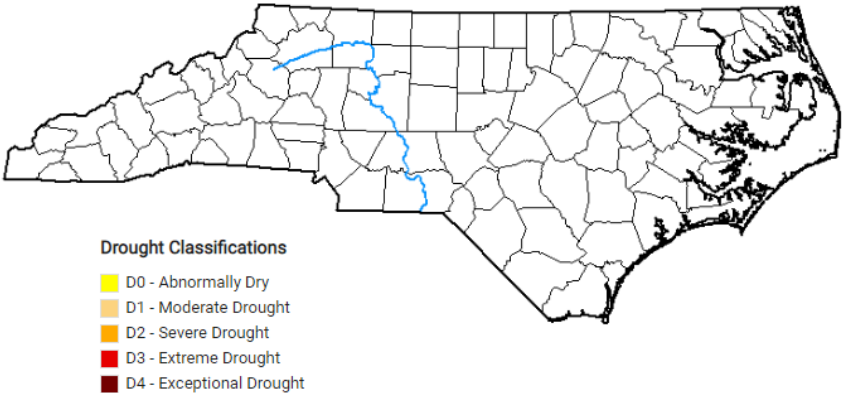 Drought Classifications
D0 - Abnormally Dry
D1 - Moderate Drought
D2 - Severe Drought
D3 - Extreme Drought
D4 - Exceptional Drought